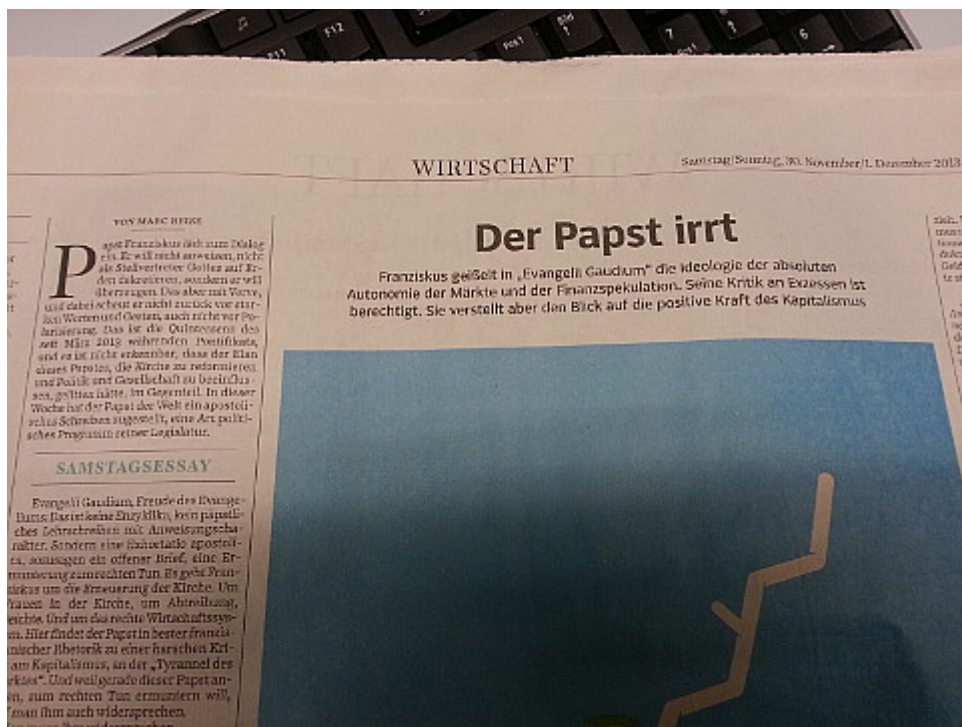 F11
F12
Post
Bild
7
Pos1
6
WIRTSCHAFT
Samstag/Sonntag, 30. November/1. Dezember 2013
VON MARC BEISE
Papst Franziskus lädt zum Dialog
ein. Er will nicht anweisen, nicht
als Stellvertreter Gottes auf Er-
den dekretieren, sondern er will
überzeugen. Das aber mit Verve,
und dabei scheut er nicht zurück vor star-
ken Worten und Gesten, auch nicht vor Po-
larisierung. Das ist die Quintessenz des
seit März 2013 währenden Pontifikats,
und es ist nicht erkennbar, dass der Elan
dieses Papstes, die Kirche zu reformieren
und Politik und Gesellschaft zu beeinflus-
sen, gelitten hätte, im Gegenteil. In dieser
Woche hat der Papst der Welt ein apostoli-
sches Schreiben zugestellt, eine Art politi-
sches Programm seiner Legislatur.
SAMSTAGSESSAY
Evangelii Gaudium, Freude des Evange-
liums: Das ist keine Enzyklika, kein päpstli-
ches Lehrschreiben mit Anweisungscha-
rakter. Sondern eine Exhortatio apostoli-
ca, sozusagen ein offener Brief, eine Er-
munterung zum rechten Tun. Es geht Fran-
ziskus um die Erneuerung der Kirche. Um
Frauen in der Kirche, um Abtreibung,
Und um das rechte Wirtschaftssys-
Hier findet der Papst in bester franzis-
kanischer Rhetorik zu einer harschen Kri-
am Kapitalismus, an der „Tyrannei des
Und weil gerade dieser Papst an-
zum rechten Tun ermuntern will,
man ihm auch widersprechen.
Der Papst irrt
Franziskus geißelt in „Evangelii Gaudium“ die Ideologie der absoluten
Autonomie der Märkte und der Finanzspekulation. Seine Kritik an Exzessen ist
berechtigt. Sie verstellt aber den Blick auf die positive Kraft des Kapitalismus